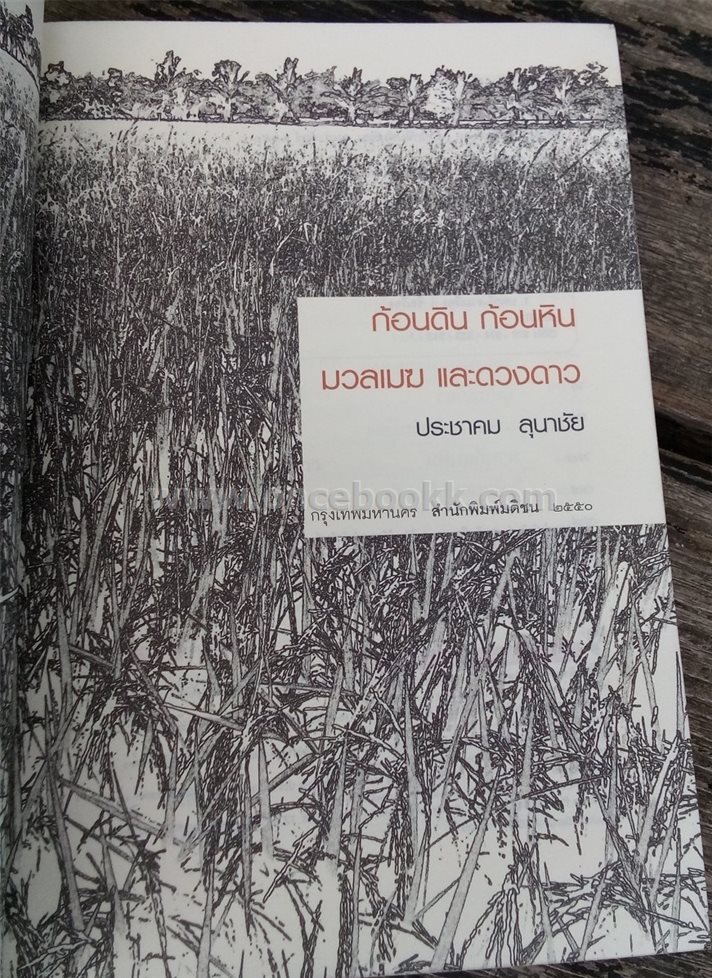 ก้อนดิน ก้อนหิน
มวลเมฆ และดวงดาว
ประชาคม ลุนาชัย
กรุงเทพมหานคร สำนักพิมพ์มติชน ๒๕๕๐